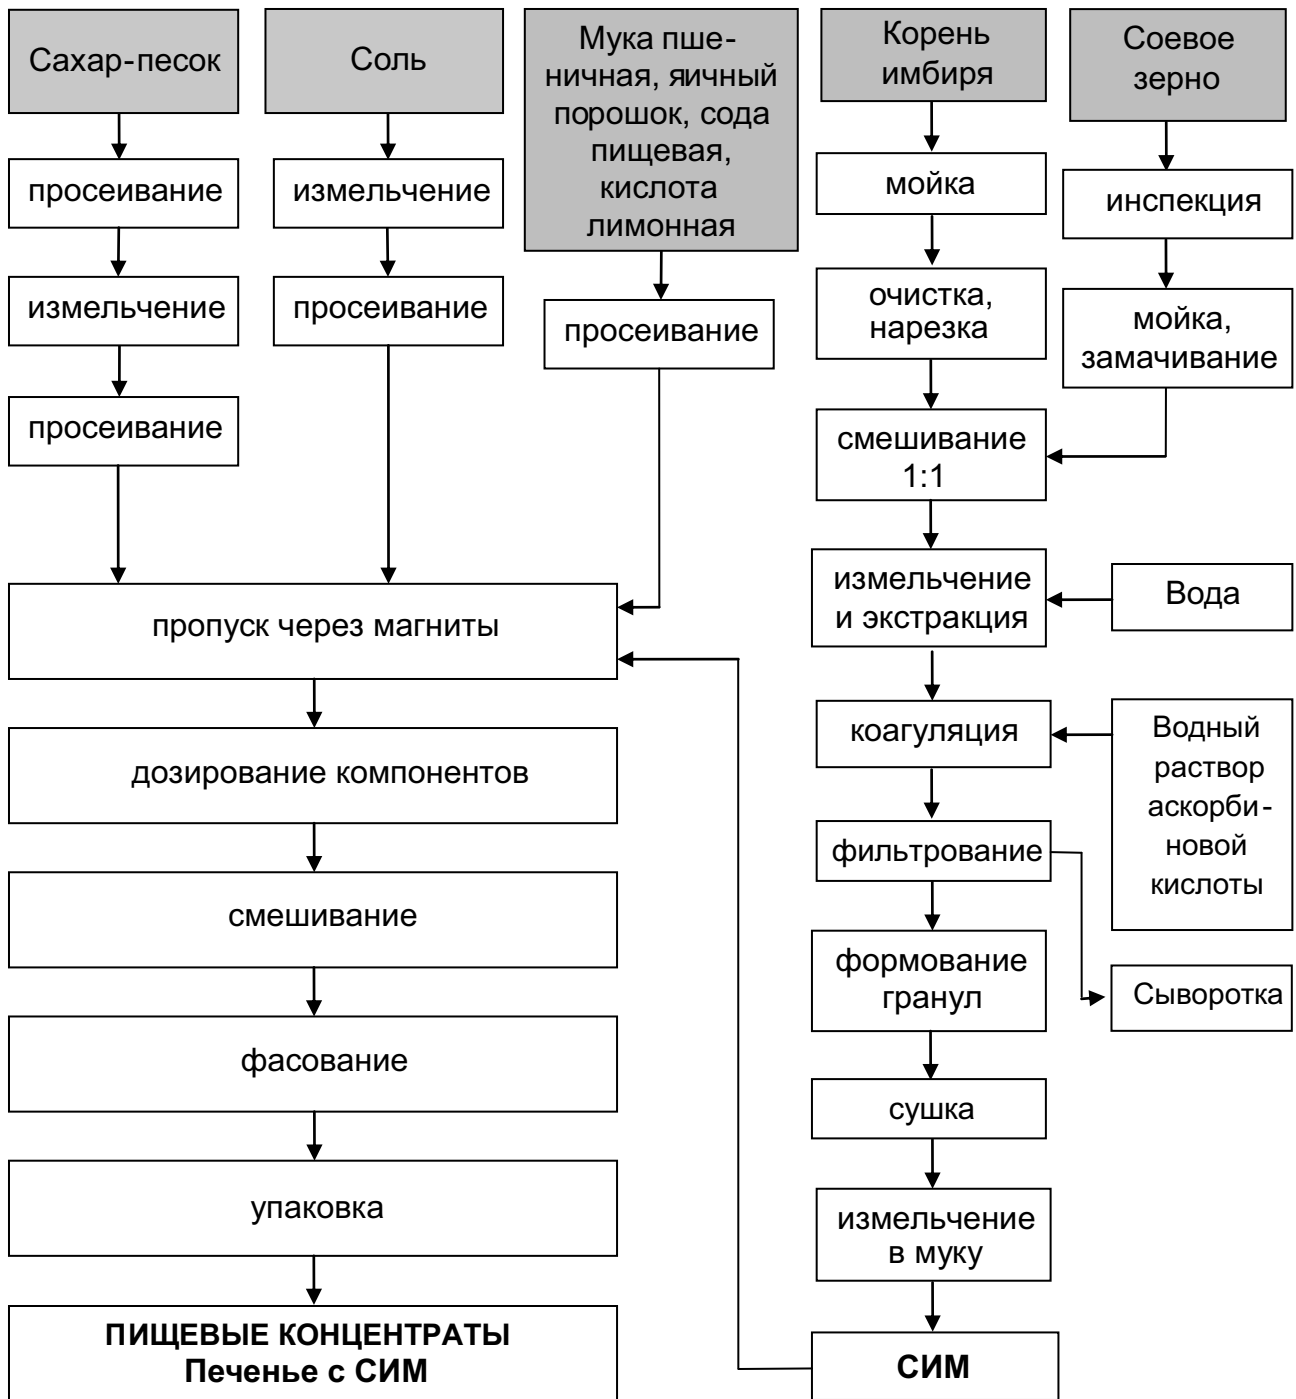 Сахар-песок
Соль
Мука пше-
ничная, яичный
порошок, сода
пищевая,
кислота
лимонная
Корень
имбиря
Соевое
зерно
просеивание
измельчение
просеивание
измельчение
просеивание
просеивание
мойка
очистка,
нарезка
инспекция
мойка,
замачивание
смешивание
1:1
измельчение
и экстракция
Вода
коагуляция
Водный
раствор
аскорби-
новой
кислоты
фильтрование
Сыворотка
формование
гранул
сушка
измельчение
в муку
СИМ
пропуск через магниты
дозирование компонентов
смешивание
фасование
упаковка
ПИЩЕВЫЕ КОНЦЕНТРАТЫ
Печенье с СИМ